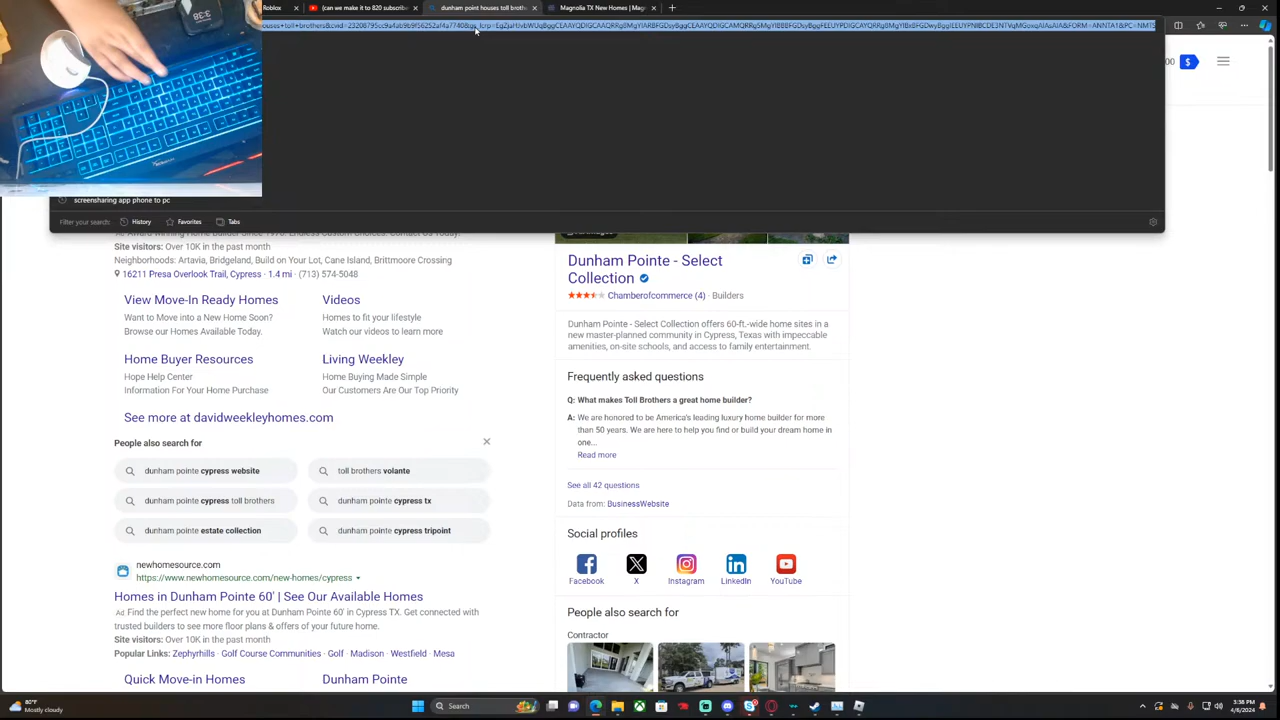 Roblox
(can we make it to 820 subscribe
dunham point houses toll broth
Magnolia TX New Homes | Mag
3:38
00 $
screensharing app phone to pc
Filter your search: History Favorites Tabs
Site visitors: Over 10K in the past month
Neighborhoods: Artavia, Bridgeland, Build on Your Lot, Cane Island, Brittmoore Crossing
16211 Presa Overlook Trail, Cypress · 1.4 mi · (713) 574-5048
View Move-In Ready Homes
Want to Move into a New Home Soon?
Browse our Homes Available Today.
Videos
Homes to fit your lifestyle
Watch our videos to learn more
Home Buyer Resources
Hope Help Center
Information For Your Home Purchase
Living Weekley
Home Buying Made Simple
Our Customers Are Our Top Priority
See more at davidweekleyhomes.com
People also search for
dunham pointe cypress website
toll brothers volante
dunham pointe cypress toll brothers
dunham pointe cypress tx
dunham pointe estate collection
dunham pointe cypress tripoint
newhomesource.com
https://www.newhomesource.com/new-homes/cypress
Homes in Dunham Pointe 60' | See Our Available Homes
Ad Find the perfect new home for you at Dunham Pointe 60' in Cypress TX. Get connected with
trusted builders to see more floor plans & offers of your future home.
Site visitors: Over 10K in the past month
Popular Links: Zephyrhills · Golf Course Communities · Golf · Madison · Westfield · Mesa
Quick Move-in Homes
Dunham Pointe
Dunham Pointe - Select
Collection
Chamberofcommerce (4) · Builders
Dunham Pointe - Select Collection offers 60-ft.-wide home sites in a
new master-planned community in Cypress, Texas with impeccable
amenities, on-site schools, and access to family entertainment.
Frequently asked questions
Q: What makes Toll Brothers a great home builder?
A: We are honored to be America's leading luxury home builder for more
than 50 years. We are here to help you find or build your dream home in
one...
Read more
See all 42 questions
Data from: BusinessWebsite
Social profiles
Facebook
X
Instagram
LinkedIn
YouTube
People also search for
Contractor
80°F
Mostly cloudy
Search
3:38 PM
4/6/2024